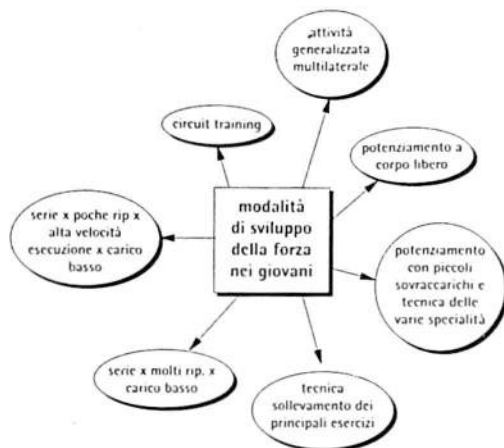 attività
generalizzata
multilaterale
circuit training
potenziamento a
corpo libero
modalità
di sviluppo
della forza
nei giovani
serie x poche rip x
alta velocità
esecuzione x carico
basso
potenziamento
con piccoli
sovraccarichi e
tecnica delle
varie specialità
serie x molti rip. x
carico basso
tecnica
sollevamento dei
principali esercizi